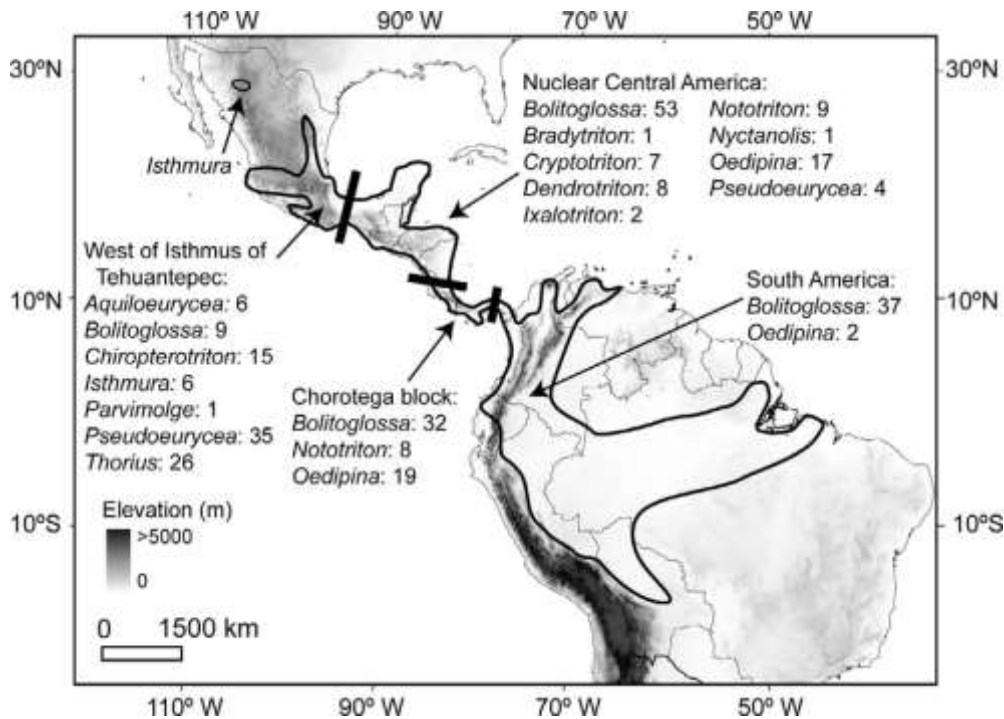 110º W 90º W 70º W 50º W
30ºN 30ºN
Nuclear Central America:
Bolitoglossa: 53 Nototriton: 9
Bradytriton: 1 Nyctanolis: 1
Cryptotriton: 7 Oedipina: 17
Dendrotriton: 8 Pseudoeurycea: 4
Ixalotriton: 2
Isthmura
West of Isthmus of
Tehuantepec:
Aquiloeurycea: 6
Bolitoglossa: 9
Chiropterotriton: 15
Isthmura: 6
Parvimolge: 1
Pseudoeurycea: 35
Thorius: 26
10ºN 10ºN
South America:
Bolitoglossa: 37
Oedipina: 2
Chorotega block:
Bolitoglossa: 32
Nototriton: 8
Oedipina: 19
Elevation (m)
>5000
0
10ºS 10ºS
0 1500 km
110º W 90º W 70º W 50º W